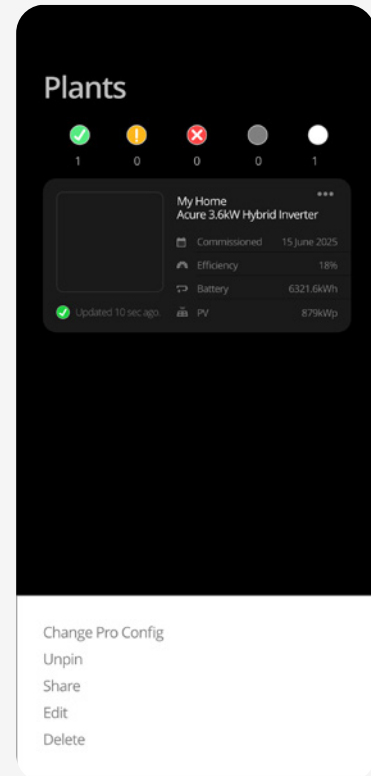 Plants
1 0 0 0 1
My Home
Acure 3.6kW Hybrid Inverter
Commissioned 15 June 2025
Efficiency 18%
Battery 6321.6kWh
Updated 10 sec ago. PV 879kWp
Change Pro Config
Unpin
Share
Edit
Delete